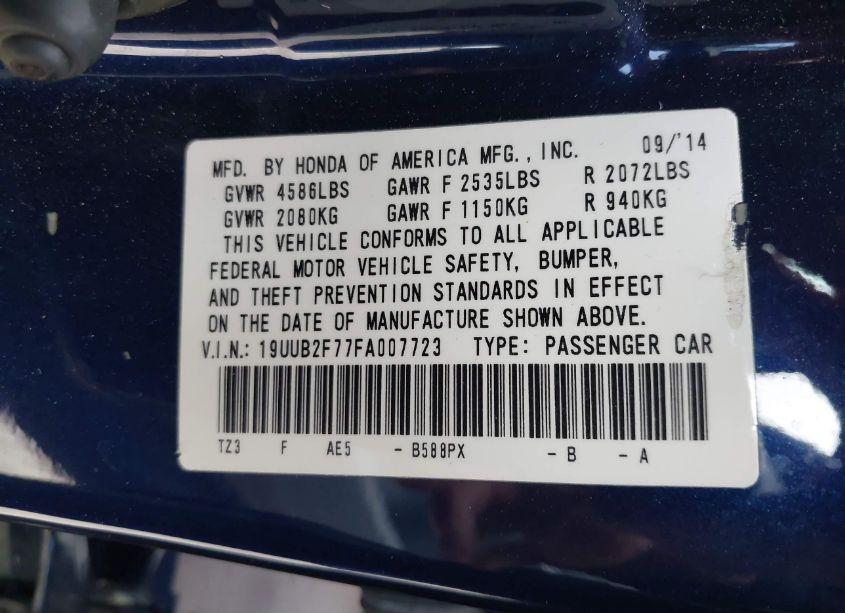 MFD. BY HONDA OF AMERICA MFG., INC. 09/'14
GVWR 4586LBS GAWR F 2535LBS R 2072LBS
GVWR 2080KG GAWR F 1150KG R 940KG
THIS VEHICLE CONFORMS TO ALL APPLICABLE
FEDERAL MOTOR VEHICLE SAFETY, BUMPER,
AND THEFT PREVENTION STANDARDS IN EFFECT
ON THE DATE OF MANUFACTURE SHOWN ABOVE.
V.I.N.: 19UUB2F77FA007723 TYPE: PASSENGER CAR
TZ3 F AE5 - B588PX - B - A